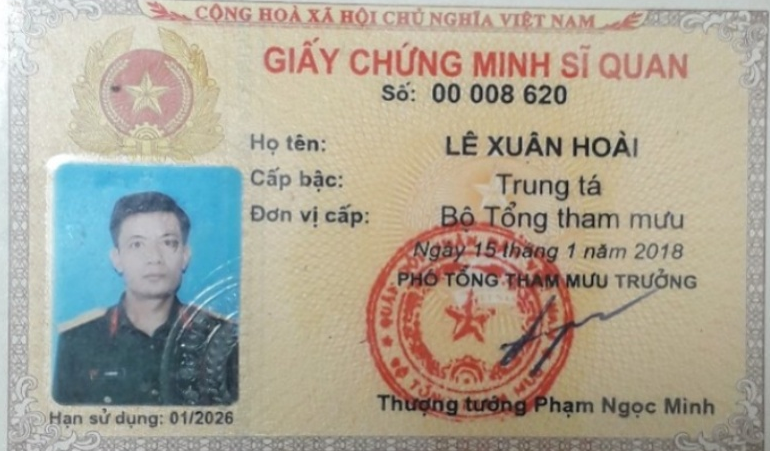 CỘNG HOÀ XÃ HỘI CHỦ NGHĨA VIỆT NAM
GIẤY CHỨNG MINH SĨ QUAN
Số: 00 008 620
Họ tên: LÊ XUÂN HOÀI
Cấp bậc: Trung tá
Đơn vị cấp: Bộ Tổng tham mưu
Ngày 15 tháng 1 năm 2018
PHÓ TỔNG THAM MƯU TRƯỞNG
Thượng tướng Phạm Ngọc Minh
Hạn sử dụng: 01/2026